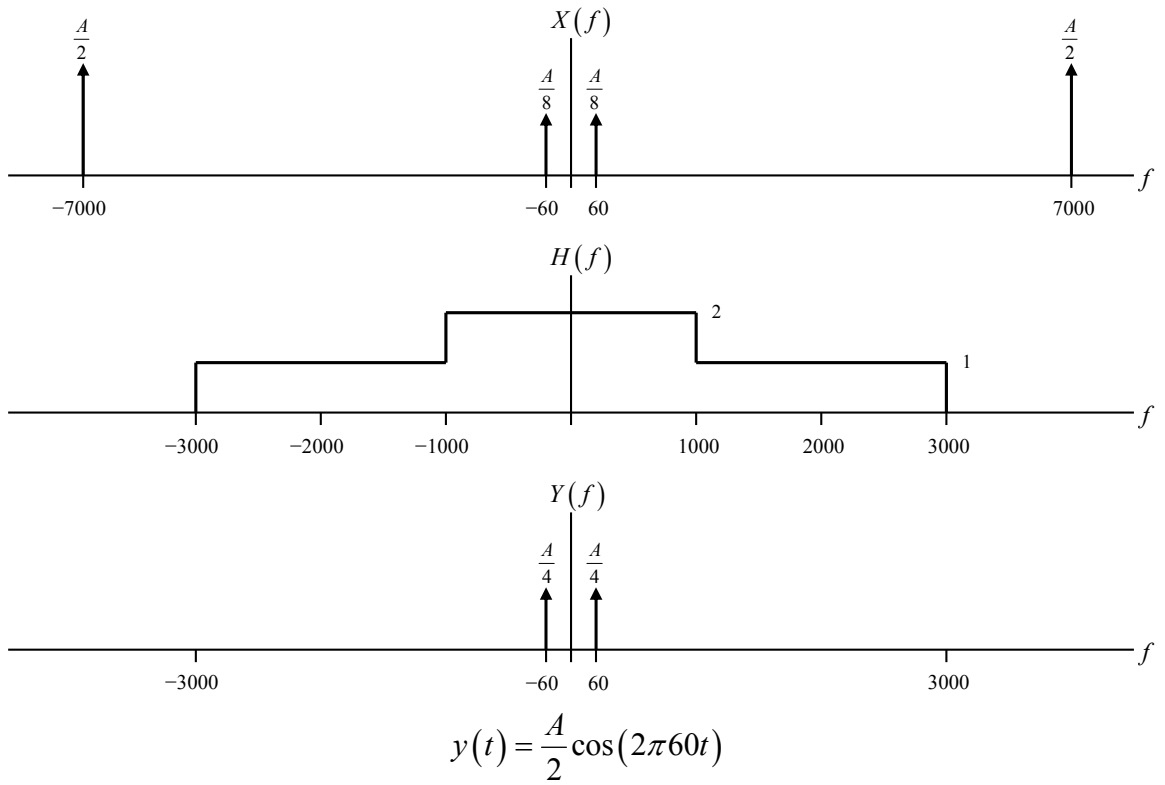 X(f)
A/2 A/8 A/8 A/2
−7000 −60 60 7000 f
H(f)
2
1
−3000 −2000 −1000 1000 2000 3000 f
Y(f)
A/4 A/4
−3000 −60 60 3000 f
y(t) = A/2 cos(2π60t)